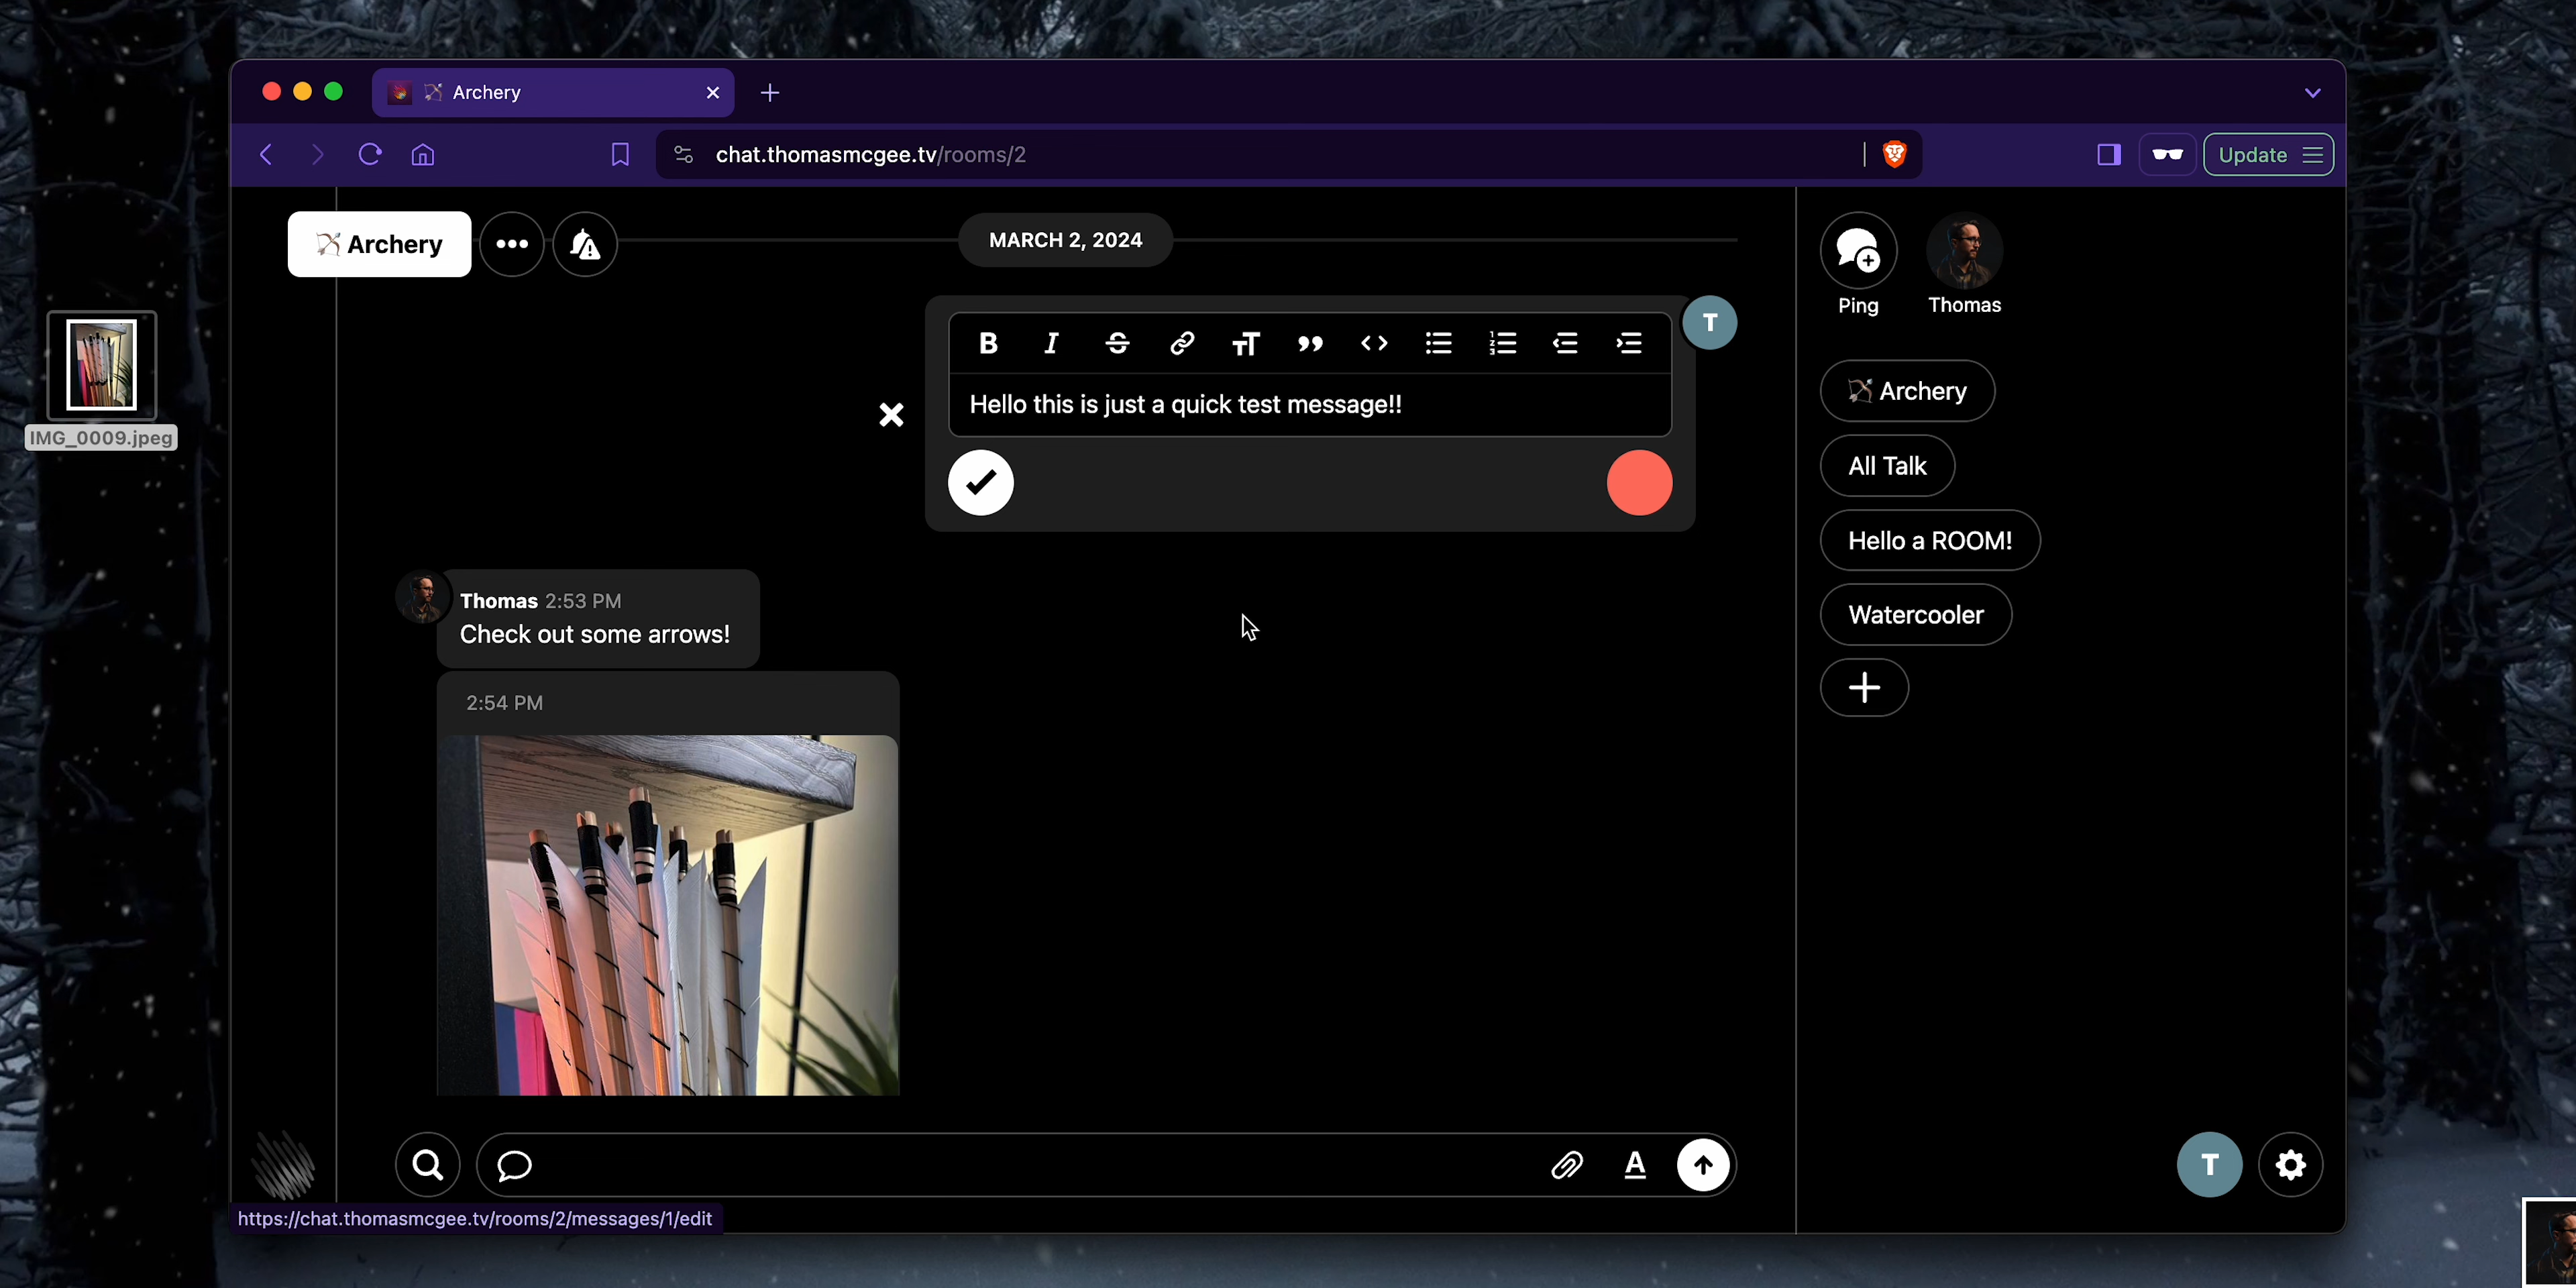 Archery
chat.thomasmcgee.tv/rooms/2
Update
Archery
MARCH 2, 2024
Ping
Thomas
T
Hello this is just a quick test message!!
IMG_0009.jpeg
Archery
All Talk
Hello a ROOM!
Watercooler
Thomas 2:53 PM
Check out some arrows!
2:54 PM
A
T
https://chat.thomasmcgee.tv/rooms/2/messages/1/edit